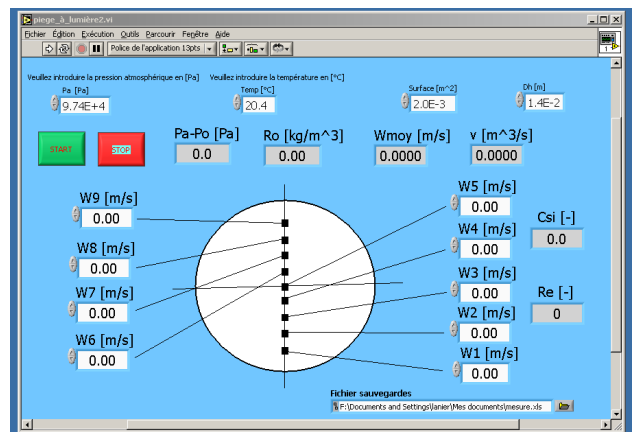 piege_à_lumière2.vi
Fichier Édition Exécution Outils Parcourir Fenêtre Aide
Police de l'application 13pts
1
Veuillez introduire la pression atmosphérique en [Pa] Veuillez introduire la température en [°C]
Pa [Pa] Temp [°C] Surface [m^2] Dh [m]
9.74E+4 20.4 2.0E-3 1.4E-2
START STOP
Pa-Po [Pa] Ro [kg/m^3] Wmoy [m/s] v [m^3/s]
0.0 0.00 0.0000 0.0000
W9 [m/s]
0.00
W8 [m/s]
0.00
W7 [m/s]
0.00
W6 [m/s]
0.00
W5 [m/s]
0.00
W4 [m/s]
0.00
W3 [m/s]
0.00
W2 [m/s]
0.00
W1 [m/s]
0.00
Csi [-]
0.0
Re [-]
0
Fichier sauvegardes
F:\Documents and Settings\lanier\Mes documents\mesure.xls